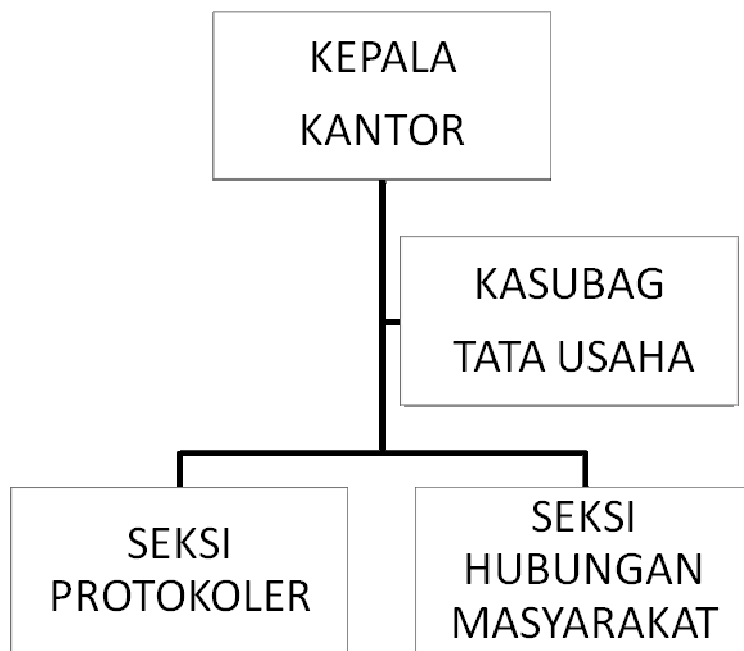 KEPALA
KANTOR
KASUBAG
TATA USAHA
SEKSI
PROTOKOLER
SEKSI
HUBUNGAN
MASYARAKAT